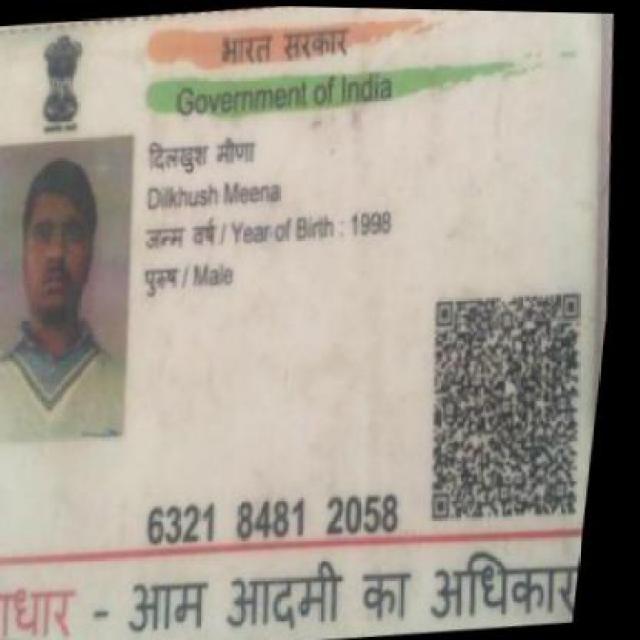 भारत सरकार
Government of India
दिलखुश मीणा
Dilkhush Meena
जन्म वर्ष / Year of Birth : 1998
पुरुष / Male
6321 8481 2058
ाधार - आम आदमी का अधिकार